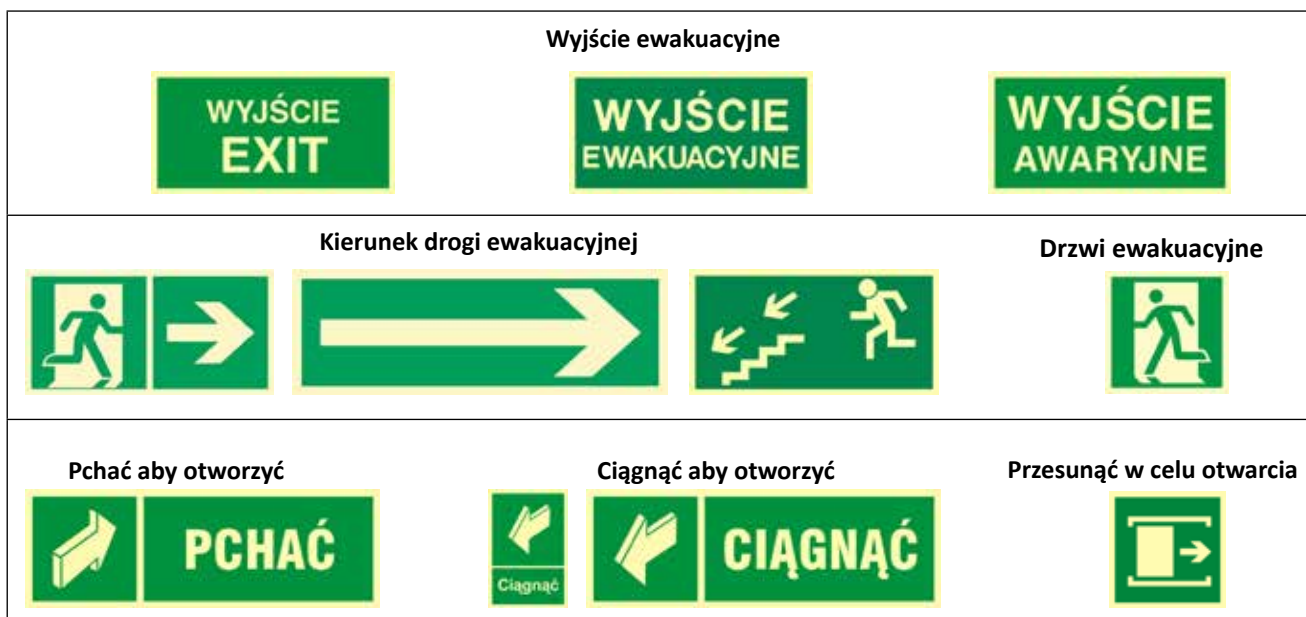 Wyjście ewakuacyjne
WYJŚCIE
EXIT
WYJŚCIE
EWAKUACYJNE
WYJŚCIE
AWARYJNE
Kierunek drogi ewakuacyjnej
Drzwi ewakuacyjne
Pchać aby otworzyć
PCHAĆ
Ciągnąć aby otworzyć
Ciągnąć
CIĄGNĄĆ
Przesunąć w celu otwarcia